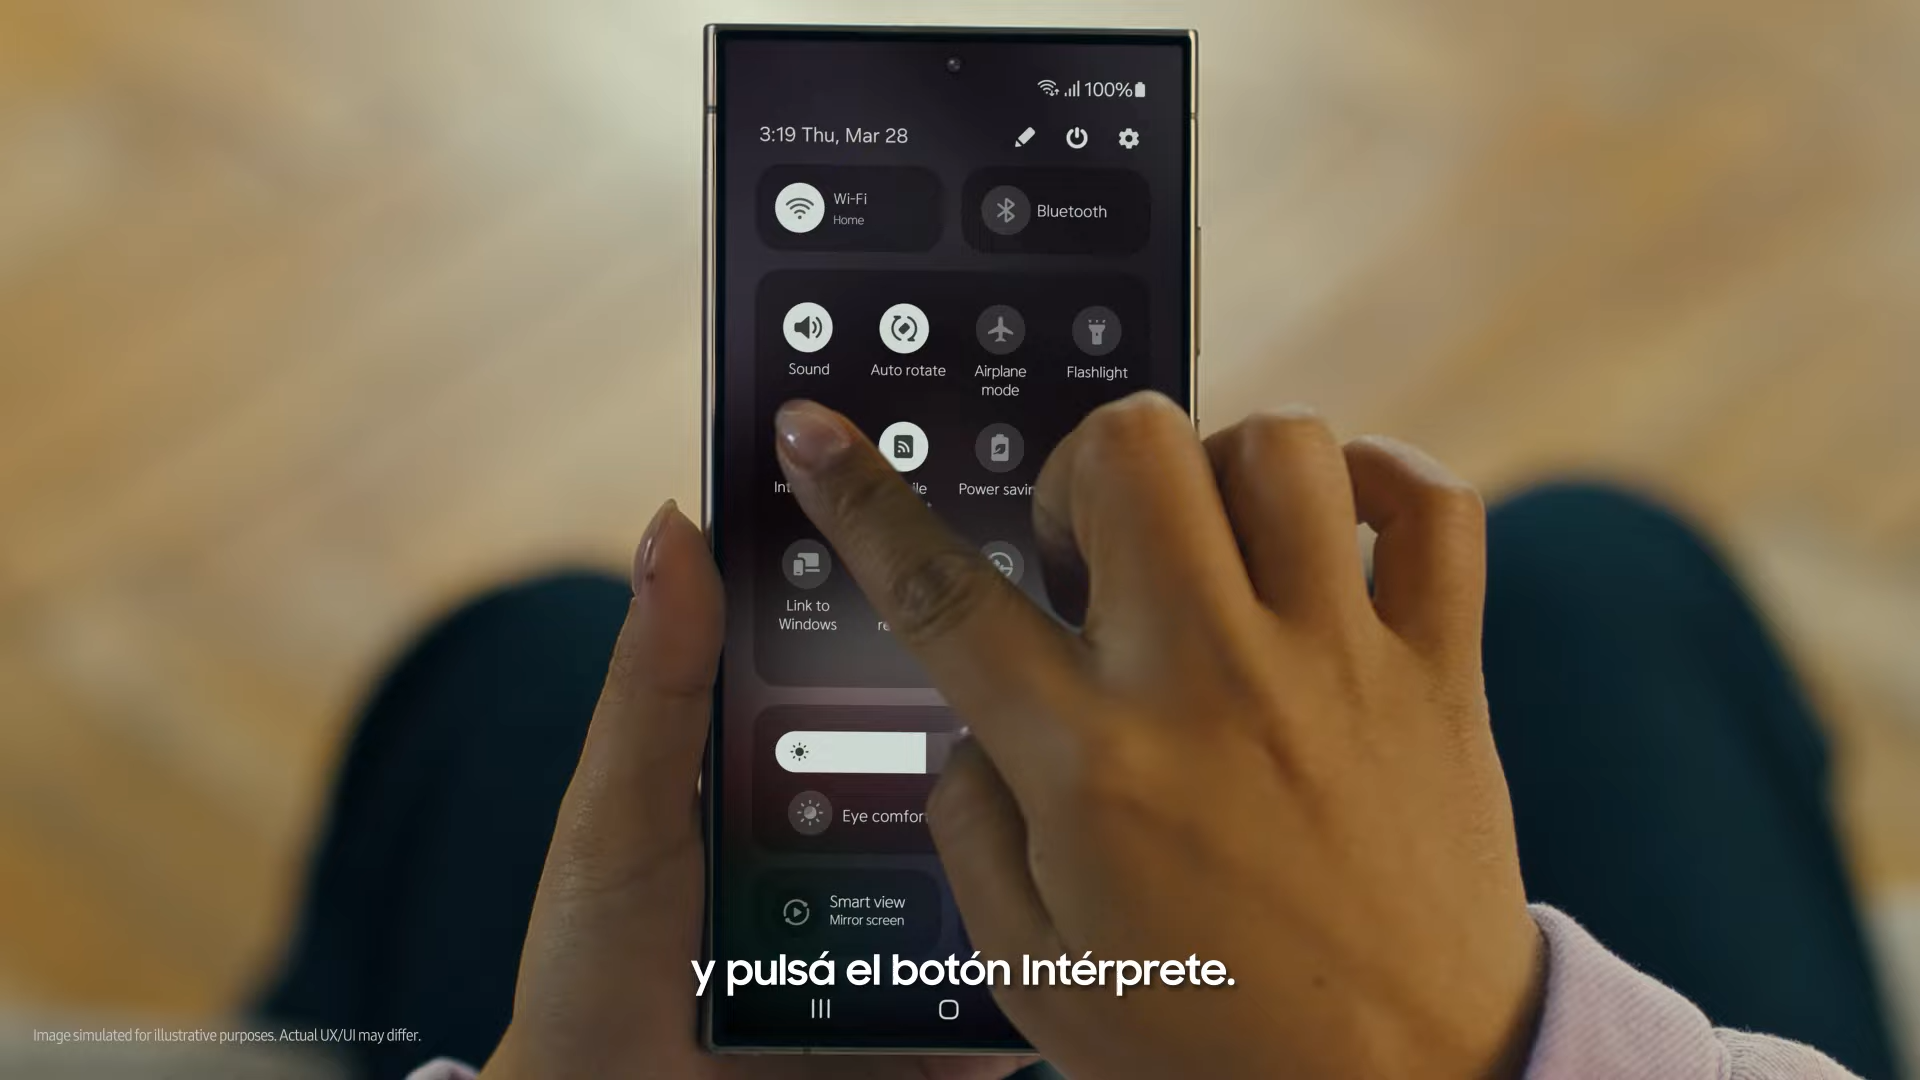 100%
3:19 Thu, Mar 28
Wi-Fi
Home
Bluetooth
Sound
Auto rotate
Airplane
mode
Flashlight
Link to
Windows
Power
Eye
Smart view
Mirror screen
y pulsá el botón Intérprete.
Image simulated for illustrative purposes. Actual UX/UI may differ.